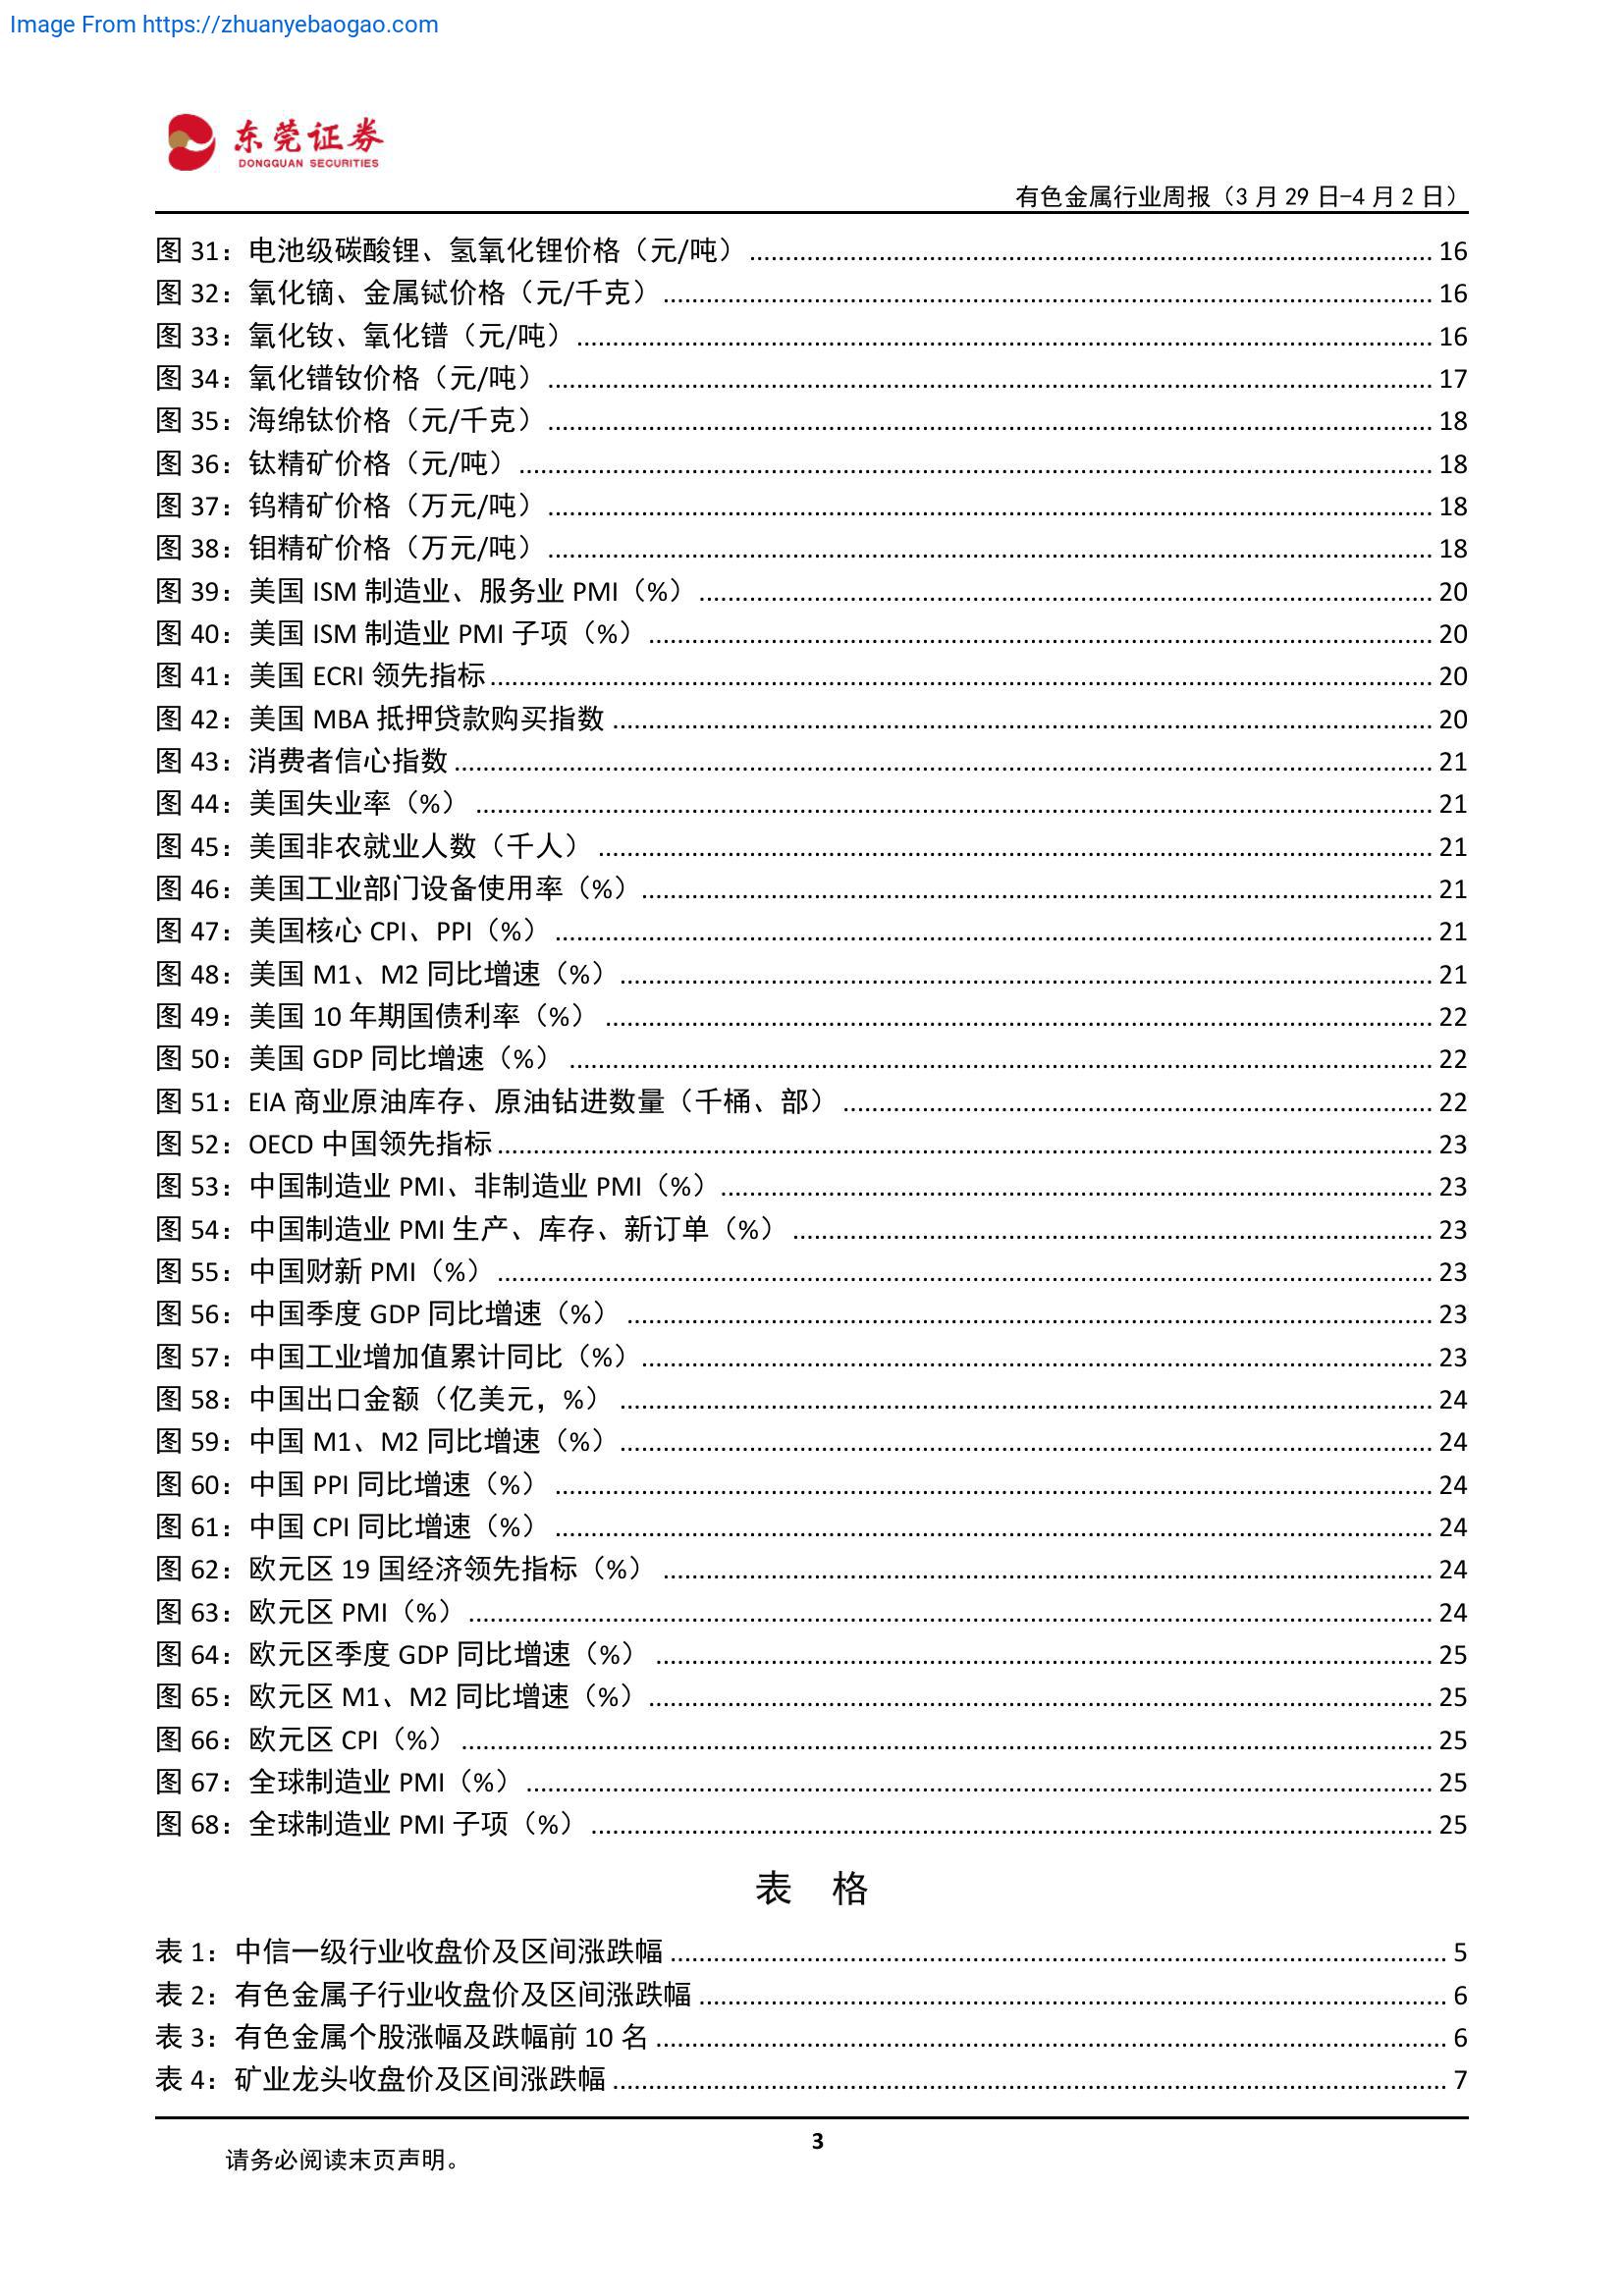 Image From https://zhuanyebaogao.com
东莞证券
DONGGUAN SECURITIES
有色金属行业周报（3 月 29 日-4 月 2 日）
图 31：电池级碳酸锂、氢氧化锂价格（元/吨） 16
图 32：氧化镝、金属铽价格（元/千克） 16
图 33：氧化钕、氧化镨（元/吨） 16
图 34：氧化镨钕价格（元/吨） 17
图 35：海绵钛价格（元/千克） 18
图 36：钛精矿价格（元/吨） 18
图 37：钨精矿价格（万元/吨） 18
图 38：钼精矿价格（万元/吨） 18
图 39：美国 ISM 制造业、服务业 PMI（%） 20
图 40：美国 ISM 制造业 PMI 子项（%） 20
图 41：美国 ECRI 领先指标 20
图 42：美国 MBA 抵押贷款购买指数 20
图 43：消费者信心指数 21
图 44：美国失业率（%） 21
图 45：美国非农就业人数（千人） 21
图 46：美国工业部门设备使用率（%） 21
图 47：美国核心 CPI、PPI（%） 21
图 48：美国 M1、M2 同比增速（%） 21
图 49：美国 10 年期国债利率（%） 22
图 50：美国 GDP 同比增速（%） 22
图 51：EIA 商业原油库存、原油钻进数量（千桶、部） 22
图 52：OECD 中国领先指标 23
图 53：中国制造业 PMI、非制造业 PMI（%） 23
图 54：中国制造业 PMI 生产、库存、新订单（%） 23
图 55：中国财新 PMI（%） 23
图 56：中国季度 GDP 同比增速（%） 23
图 57：中国工业增加值累计同比（%） 23
图 58：中国出口金额（亿美元，%） 24
图 59：中国 M1、M2 同比增速（%） 24
图 60：中国 PPI 同比增速（%） 24
图 61：中国 CPI 同比增速（%） 24
图 62：欧元区 19 国经济领先指标（%） 24
图 63：欧元区 PMI（%） 24
图 64：欧元区季度 GDP 同比增速（%） 25
图 65：欧元区 M1、M2 同比增速（%） 25
图 66：欧元区 CPI（%） 25
图 67：全球制造业 PMI（%） 25
图 68：全球制造业 PMI 子项（%） 25
表 格
表 1：中信一级行业收盘价及区间涨跌幅 5
表 2：有色金属子行业收盘价及区间涨跌幅 6
表 3：有色金属个股涨幅及跌幅前 10 名 6
表 4：矿业龙头收盘价及区间涨跌幅 7
3
请务必阅读末页声明。